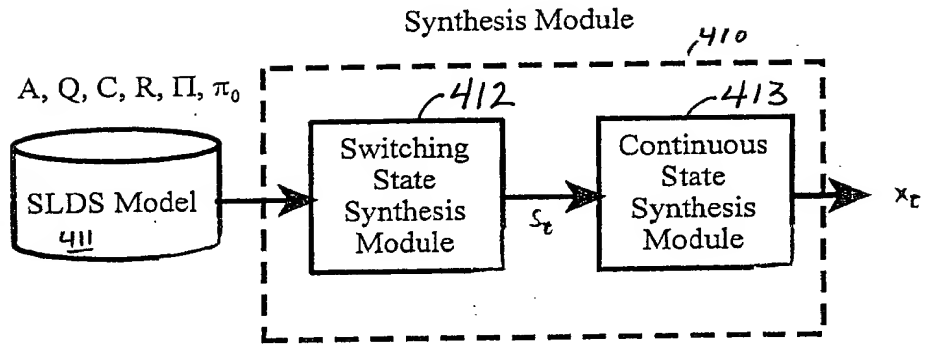 Synthesis Module
410
A, Q, C, R, Π, π₀
412
413
Switching
State
Synthesis
Module
Continuous
State
Synthesis
Module
SLDS Model
411
Sₜ
xₜ